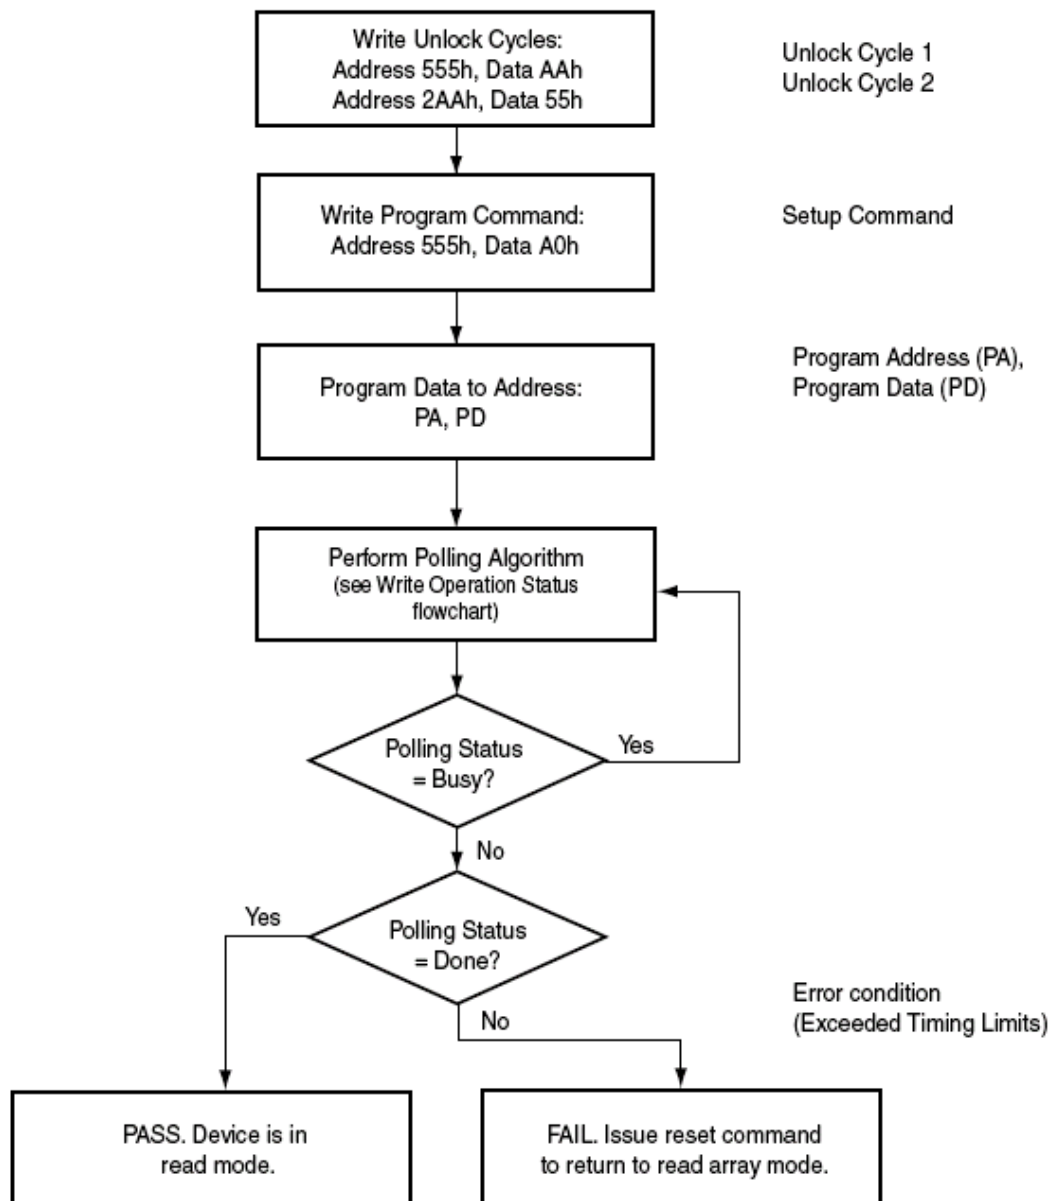 Write Unlock Cycles:
Address 555h, Data AAh
Address 2AAh, Data 55h
Unlock Cycle 1
Unlock Cycle 2
Write Program Command:
Address 555h, Data A0h
Setup Command
Program Data to Address:
PA, PD
Program Address (PA),
Program Data (PD)
Perform Polling Algorithm
(see Write Operation Status
flowchart)
Polling Status
= Busy?
Yes
No
Polling Status
= Done?
Yes
No
Error condition
(Exceeded Timing Limits)
PASS. Device is in
read mode.
FAIL. Issue reset command
to return to read array mode.